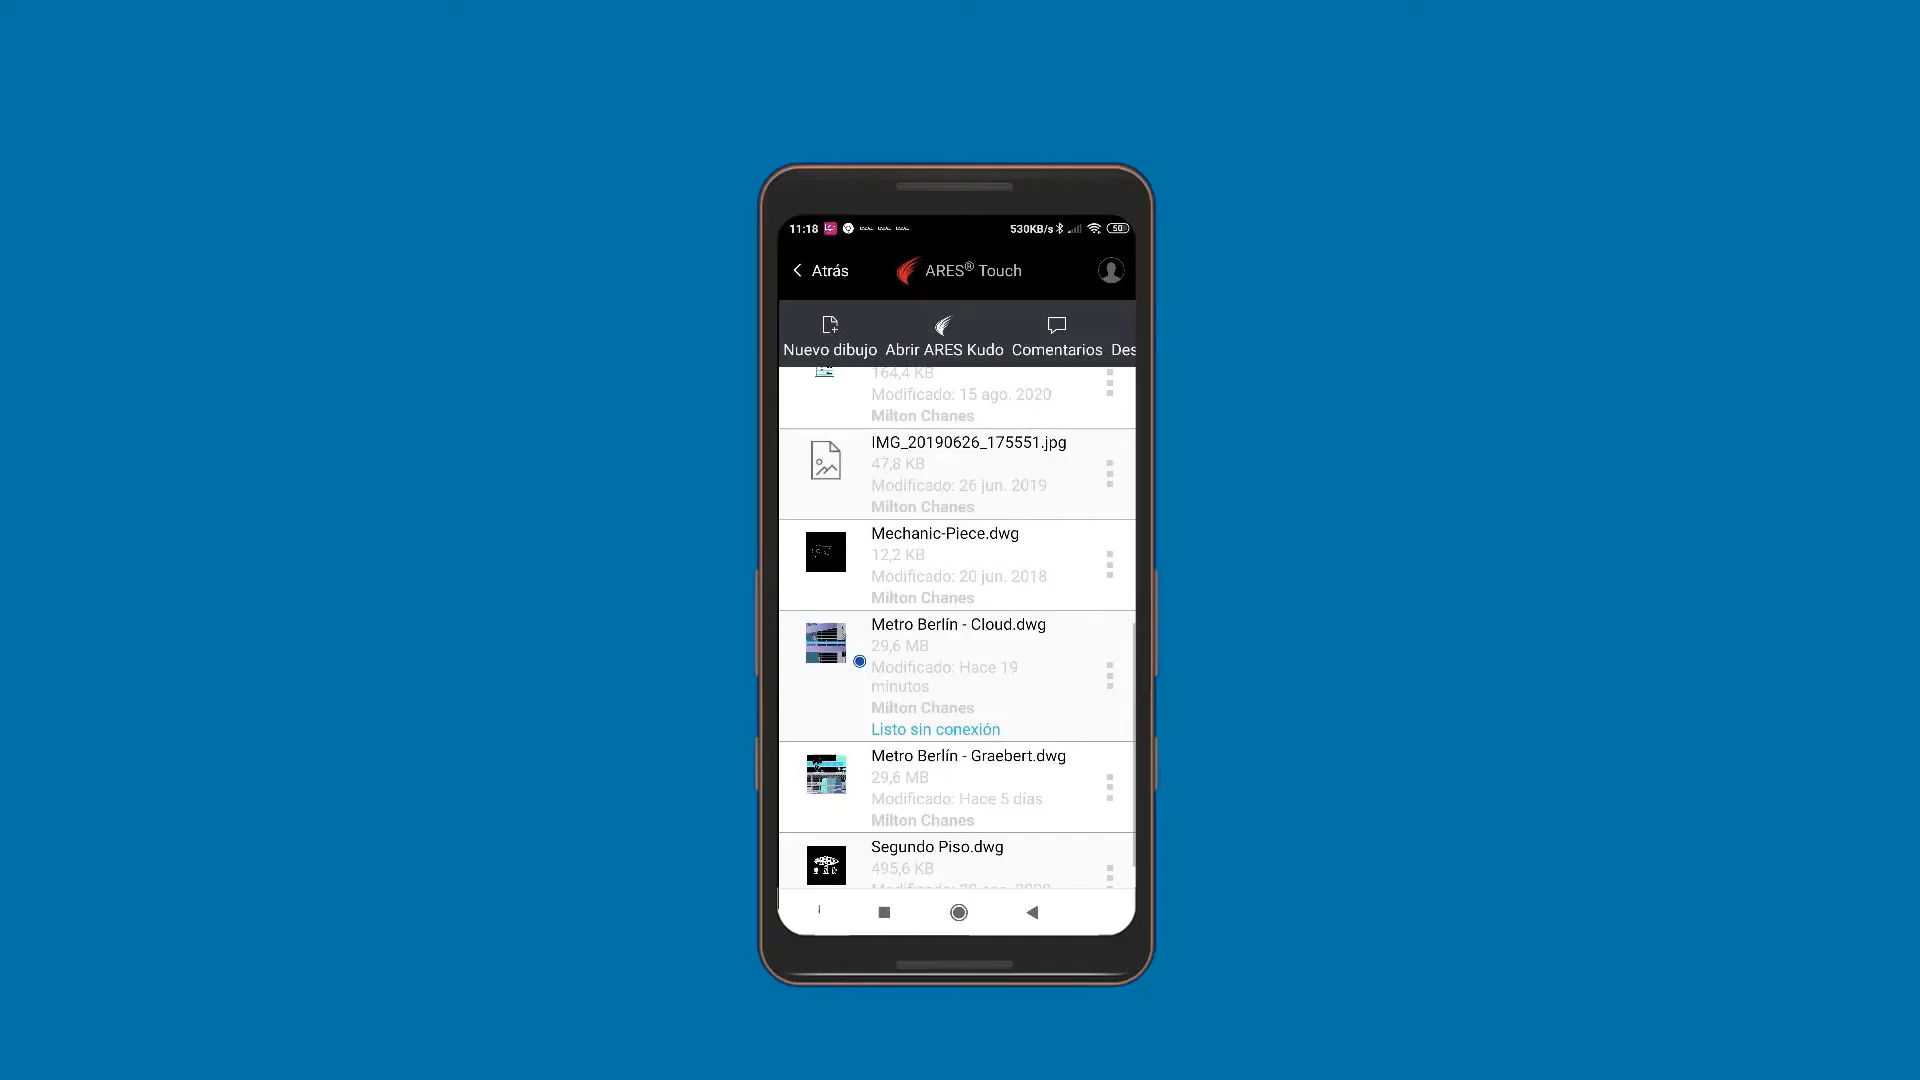 11:18 530KB/s 50
Atrás ARES® Touch
Nuevo dibujo Abrir ARES Kudo Comentarios Des
164,4 KB
Modificado: 15 ago. 2020
Milton Chanes
IMG_20190626_175551.jpg
47,8 KB
Modificado: 26 jun. 2019
Milton Chanes
Mechanic-Piece.dwg
12,2 KB
Modificado: 20 jun. 2018
Milton Chanes
Metro Berlín - Cloud.dwg
29,6 MB
Modificado: Hace 19
minutos
Milton Chanes
Listo sin conexión
Metro Berlín - Graebert.dwg
29,6 MB
Modificado: Hace 5 días
Milton Chanes
Segundo Piso.dwg
495,6 KB